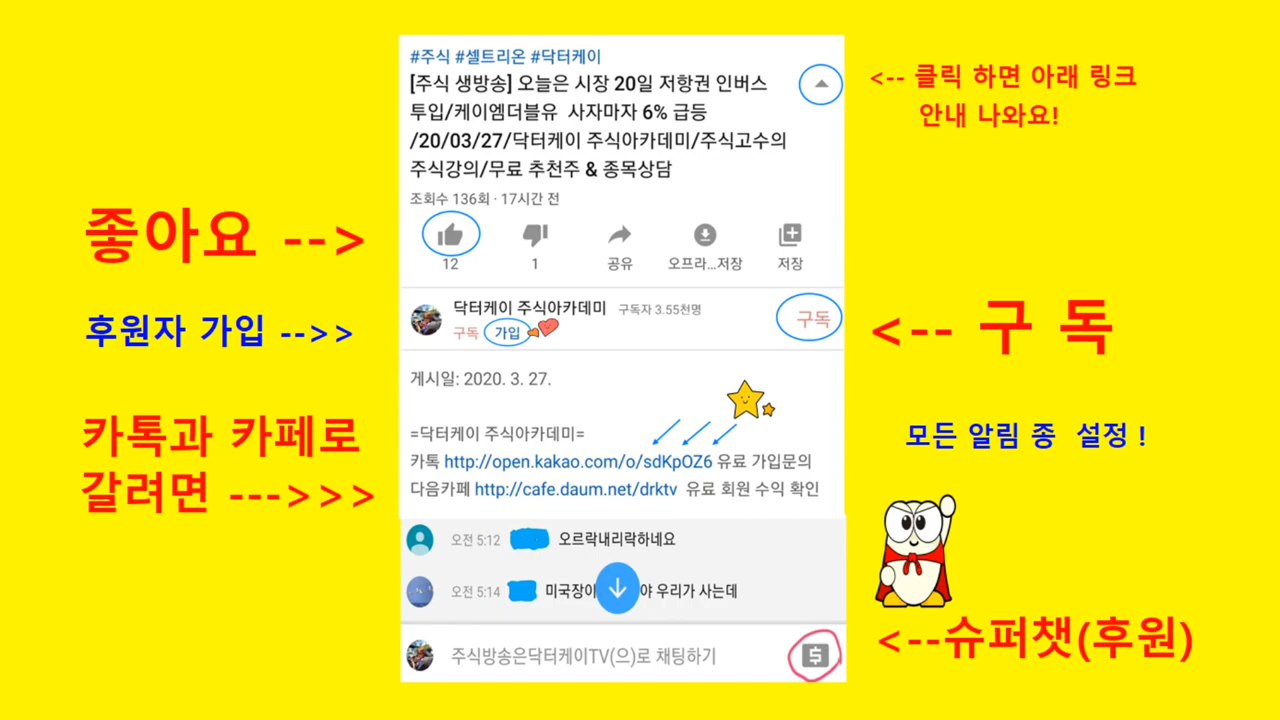 #주식 #셀트리온 #닥터케이
[주식 생방송] 오늘은 시장 20일 저항권 인버스
투입/케이엠더블유 사자마자 6% 급등
/20/03/27/닥터케이 주식아카데미/주식고수의
주식강의/무료 추천주 & 종목상담
조회수 136회 · 17시간 전
<-- 클릭 하면 아래 링크
안내 나와요!
좋아요 -->
12
1
공유
오프라...저장
저장
후원자 가입 -->>
닥터케이 주식아카데미 구독자 3.55천명
구독 가입
구독
<-- 구 독
게시일: 2020. 3. 27.
카톡과 카페로
갈려면 --->>>
=닥터케이 주식아카데미=
카톡 http://open.kakao.com/o/sdKpOZ6 유료 가입문의
다음카페 http://cafe.daum.net/drktv 유료 회원 수익 확인
모든 알림 종 설정 !
오전 5:12 오르락내리락하네요
오전 5:14 미국장이 야 우리가 사는데
주식방송은닥터케이TV(으)로 채팅하기
<--슈퍼챗(후원)